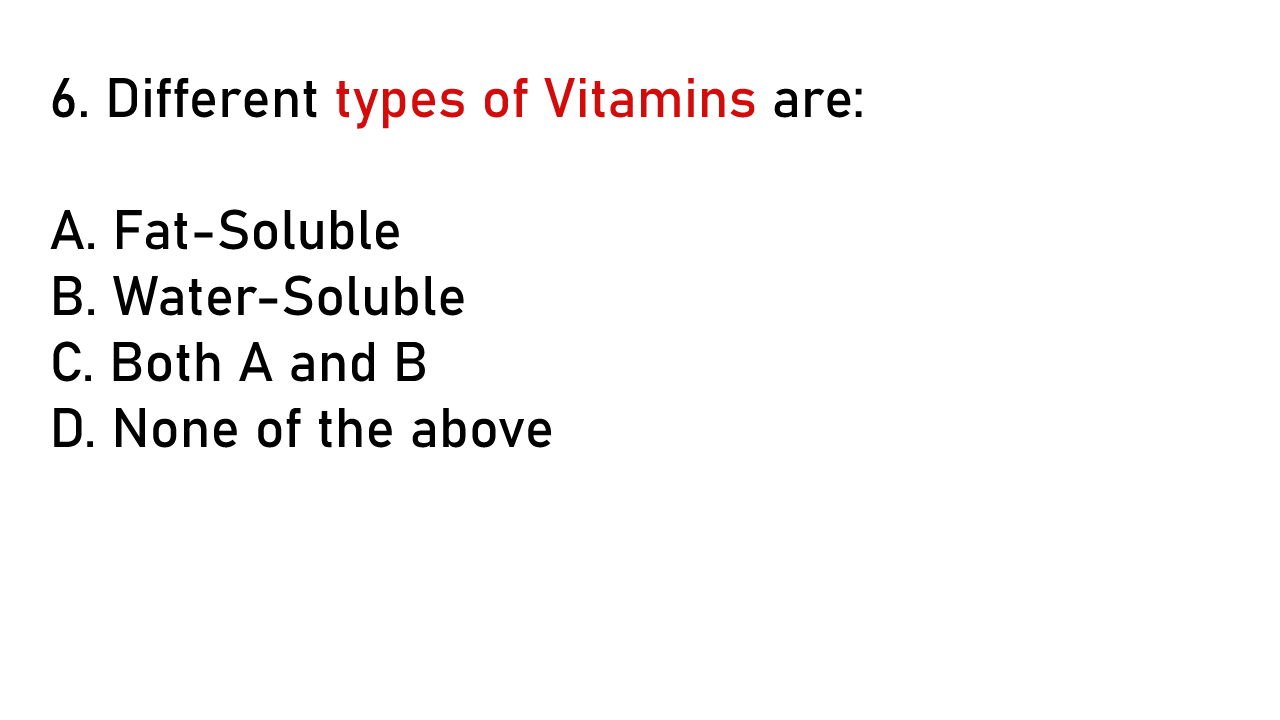 6. Different types of Vitamins are:
A. Fat-Soluble
B. Water-Soluble
C. Both A and B
D. None of the above